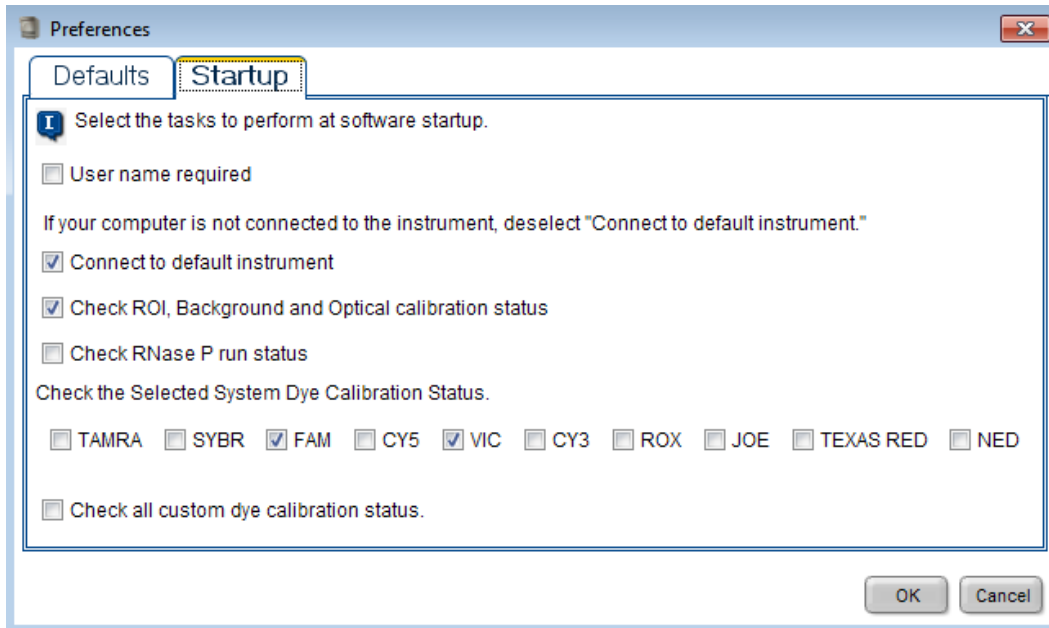 Preferences
Defaults Startup
I Select the tasks to perform at software startup.
User name required
If your computer is not connected to the instrument, deselect "Connect to default instrument."
Connect to default instrument
Check ROI, Background and Optical calibration status
Check RNase P run status
Check the Selected System Dye Calibration Status.
TAMRA SYBR FAM CY5 VIC CY3 ROX JOE TEXAS RED NED
Check all custom dye calibration status.
OK Cancel